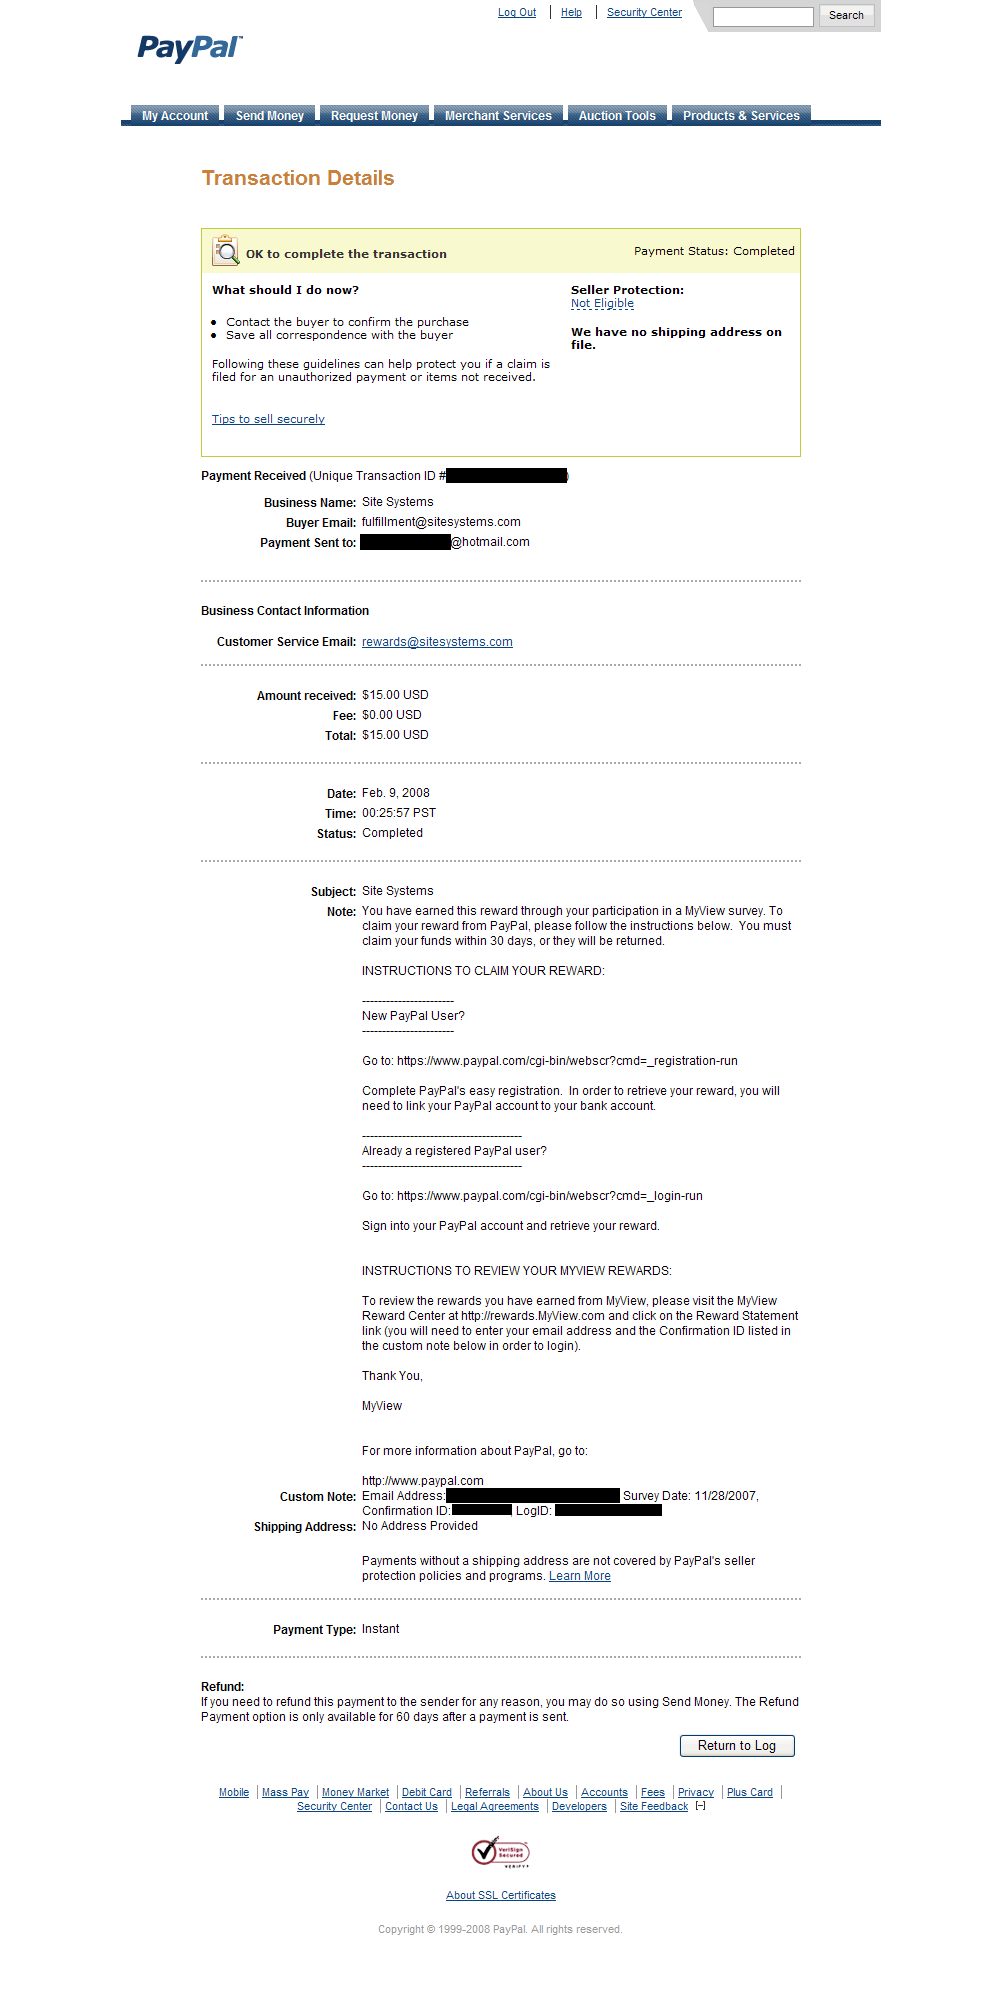 Log Out | Help | Security Center Search
PayPal™
My Account Send Money Request Money Merchant Services Auction Tools Products & Services
Transaction Details
OK to complete the transaction Payment Status: Completed
What should I do now?
• Contact the buyer to confirm the purchase
• Save all correspondence with the buyer
Following these guidelines can help protect you if a claim is
filed for an unauthorized payment or items not received.
Tips to sell securely
Seller Protection:
Not Eligible
We have no shipping address on
file.
Payment Received (Unique Transaction ID # )
Business Name: Site Systems
Buyer Email: fulfillment@sitesystems.com
Payment Sent to: @hotmail.com
Business Contact Information
Customer Service Email: rewards@sitesystems.com
Amount received: $15.00 USD
Fee: $0.00 USD
Total: $15.00 USD
Date: Feb. 9, 2008
Time: 00:25:57 PST
Status: Completed
Subject: Site Systems
Note: You have earned this reward through your participation in a MyView survey. To
claim your reward from PayPal, please follow the instructions below. You must
claim your funds within 30 days, or they will be returned.
INSTRUCTIONS TO CLAIM YOUR REWARD:
-----------------------
New PayPal User?
-----------------------
Go to: https://www.paypal.com/cgi-bin/webscr?cmd=_registration-run
Complete PayPal's easy registration. In order to retrieve your reward, you will
need to link your PayPal account to your bank account.
----------------------------------------
Already a registered PayPal user?
----------------------------------------
Go to: https://www.paypal.com/cgi-bin/webscr?cmd=_login-run
Sign into your PayPal account and retrieve your reward.
INSTRUCTIONS TO REVIEW YOUR MYVIEW REWARDS:
To review the rewards you have earned from MyView, please visit the MyView
Reward Center at http://rewards.MyView.com and click on the Reward Statement
link (you will need to enter your email address and the Confirmation ID listed in
the custom note below in order to login).
Thank You,
MyView
For more information about PayPal, go to:
http://www.paypal.com
Custom Note: Email Address: Survey Date: 11/28/2007,
Confirmation ID: , LogID:
Shipping Address: No Address Provided
Payments without a shipping address are not covered by PayPal's seller
protection policies and programs. Learn More
Payment Type: Instant
Refund:
If you need to refund this payment to the sender for any reason, you may do so using Send Money. The Refund
Payment option is only available for 60 days after a payment is sent.
Return to Log
Mobile | Mass Pay | Money Market | Debit Card | Referrals | About Us | Accounts | Fees | Privacy | Plus Card |
Security Center | Contact Us | Legal Agreements | Developers | Site Feedback [–]
VeriSign
Secured
VERIFY
About SSL Certificates
Copyright © 1999-2008 PayPal. All rights reserved.